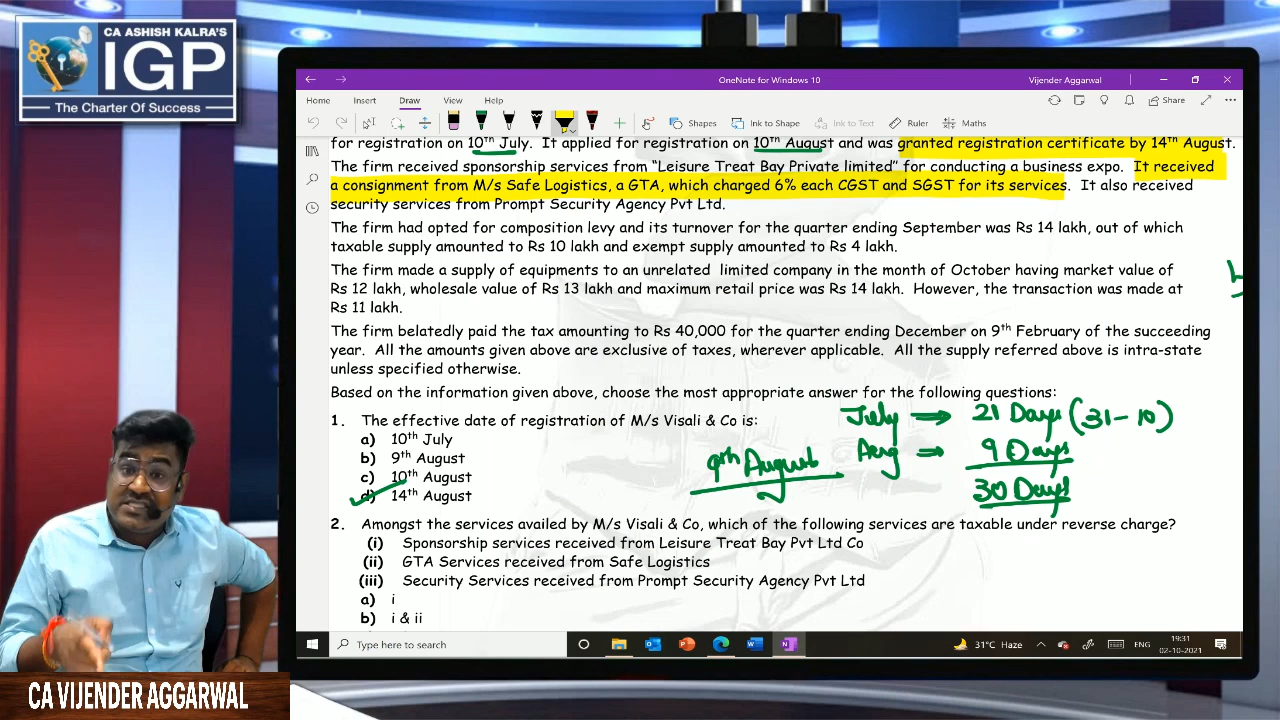 CA ASHISH KALRA'S
IGP
The Charter Of Success
OneNote for Windows 10
Vijender Aggarwal
Home Insert Draw View Help
Share
Ink to Shape
Shapes
Ink to Text
Ruler
Maths
for registration on 10th July. It applied for registration on 10th August and was granted registration certificate by 14th August.
The firm received sponsorship services from “Leisure Treat Bay Private limited” for conducting a business expo. It received
a consignment from M/s Safe Logistics, a GTA, which charged 6% each CGST and SGST for its services. It also received
security services from Prompt Security Agency Pvt Ltd.
The firm had opted for composition levy and its turnover for the quarter ending September was Rs 14 lakh, out of which
taxable supply amounted to Rs 10 lakh and exempt supply amounted to Rs 4 lakh.
The firm made a supply of equipments to an unrelated limited company in the month of October having market value of
Rs 12 lakh, wholesale value of Rs 13 lakh and maximum retail price was Rs 14 lakh. However, the transaction was made at
Rs 11 lakh.
The firm belatedly paid the tax amounting to Rs 40,000 for the quarter ending December on 9th February of the succeeding
year. All the amounts given above are exclusive of taxes, wherever applicable. All the supply referred above is intra-state
unless specified otherwise.
Based on the information given above, choose the most appropriate answer for the following questions:
1. The effective date of registration of M/s Visali & Co is:
a) 10th July
b) 9th August
c) 10th August
d) 14th August
July → 21 Days (31-10)
Aug → 9 Days
30 Days
9th August
2. Amongst the services availed by M/s Visali & Co, which of the following services are taxable under reverse charge?
(i) Sponsorship services received from Leisure Treat Bay Pvt Ltd Co
(ii) GTA Services received from Safe Logistics
(iii) Security Services received from Prompt Security Agency Pvt Ltd
a) i
b) i & ii
Type here to search
31°C Haze
ENG
19:31
02-10-2021
CA VIJENDER AGGARWAL